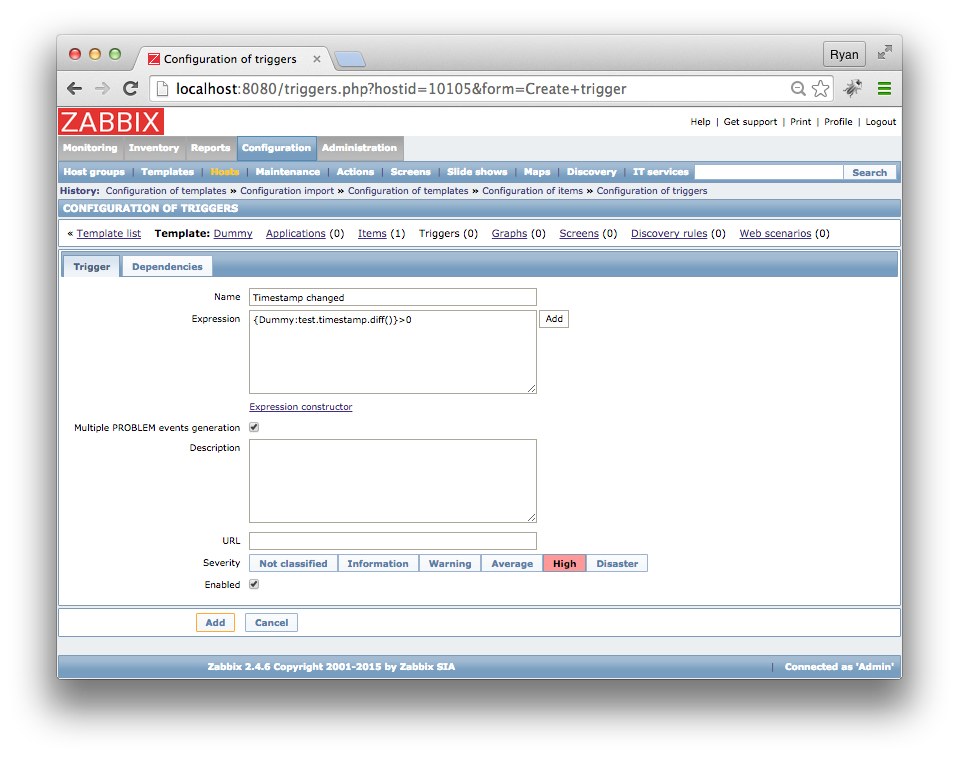 Configuration of triggers
Ryan
localhost:8080/triggers.php?hostid=10105&form=Create+trigger
ZABBIX
Help | Get support | Print | Profile | Logout
Monitoring Inventory Reports Configuration Administration
Host groups | Templates | Hosts | Maintenance | Actions | Screens | Slide shows | Maps | Discovery | IT services Search
History: Configuration of templates » Configuration import » Configuration of templates » Configuration of items » Configuration of triggers
CONFIGURATION OF TRIGGERS
« Template list Template: Dummy Applications (0) Items (1) Triggers (0) Graphs (0) Screens (0) Discovery rules (0) Web scenarios (0)
Trigger Dependencies
Name Timestamp changed
Expression {Dummy:test.timestamp.diff()}>0 Add
Expression constructor
Multiple PROBLEM events generation
Description
URL
Severity Not classified Information Warning Average High Disaster
Enabled
Add Cancel
Zabbix 2.4.6 Copyright 2001-2015 by Zabbix SIA | Connected as 'Admin'